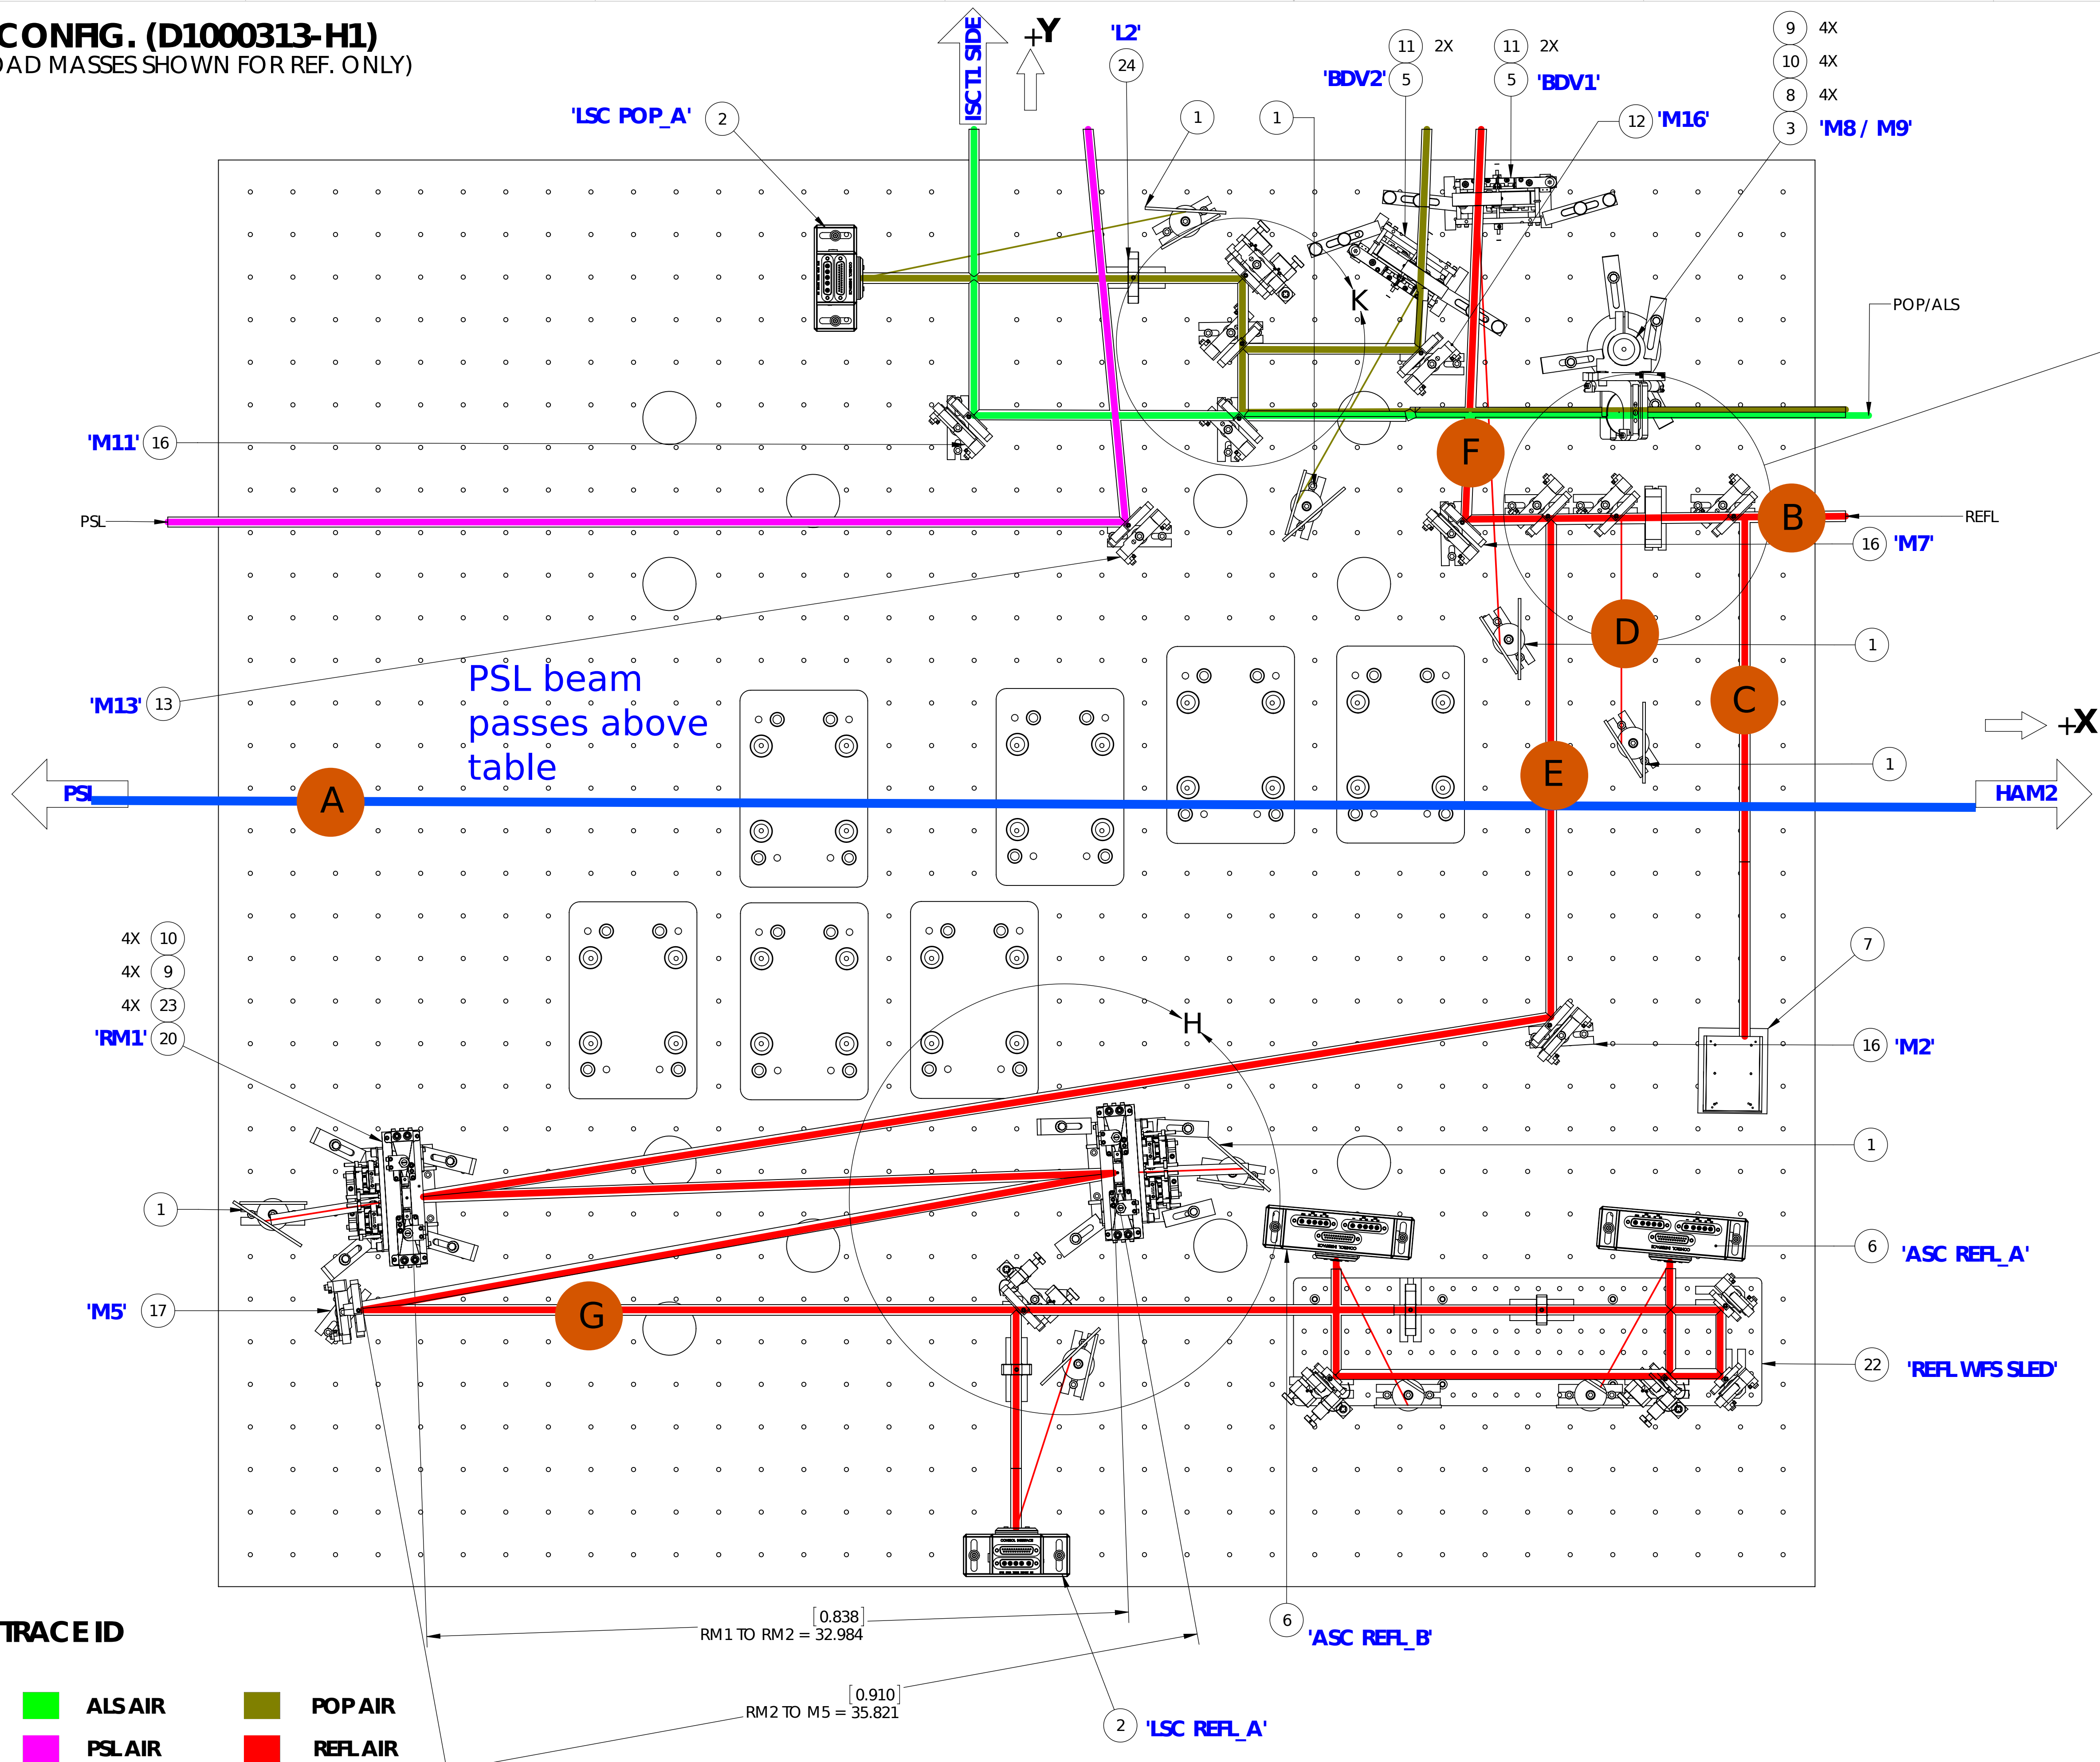 CONFIG. (D1000313-H1)
OAD MASSES SHOWN FOR REF. ONLY)
ISCT1 SIDE
+Y
'L2'
24
11 2X
'BDV2' 5
11 2X
5 'BDV1'
9 4X
10 4X
8 4X
3 'M8 / M9'
'LSC POP_A' 2
1
1
12 'M16'
K
POP/ALS
'M11' 16
F
PSL
B
REFL
16 'M7'
D
1
PSL beam
passes above
table
'M13' 13
C
+X
1
E
PSL
A
HAM2
4X 10
4X 9
4X 23
'RM1' 20
7
H
16 'M2'
1
1
6 'ASC REFL_A'
'M5' 17
G
22 'REFL WFS SLED'
[0.838]
RM1 TO RM2 = 32.984
6 'ASC REFL_B'
[0.910]
RM2 TO M5 = 35.821
2 'LSC REFL_A'
TRACE ID
ALS AIR
POP AIR
PSL AIR
REFL AIR